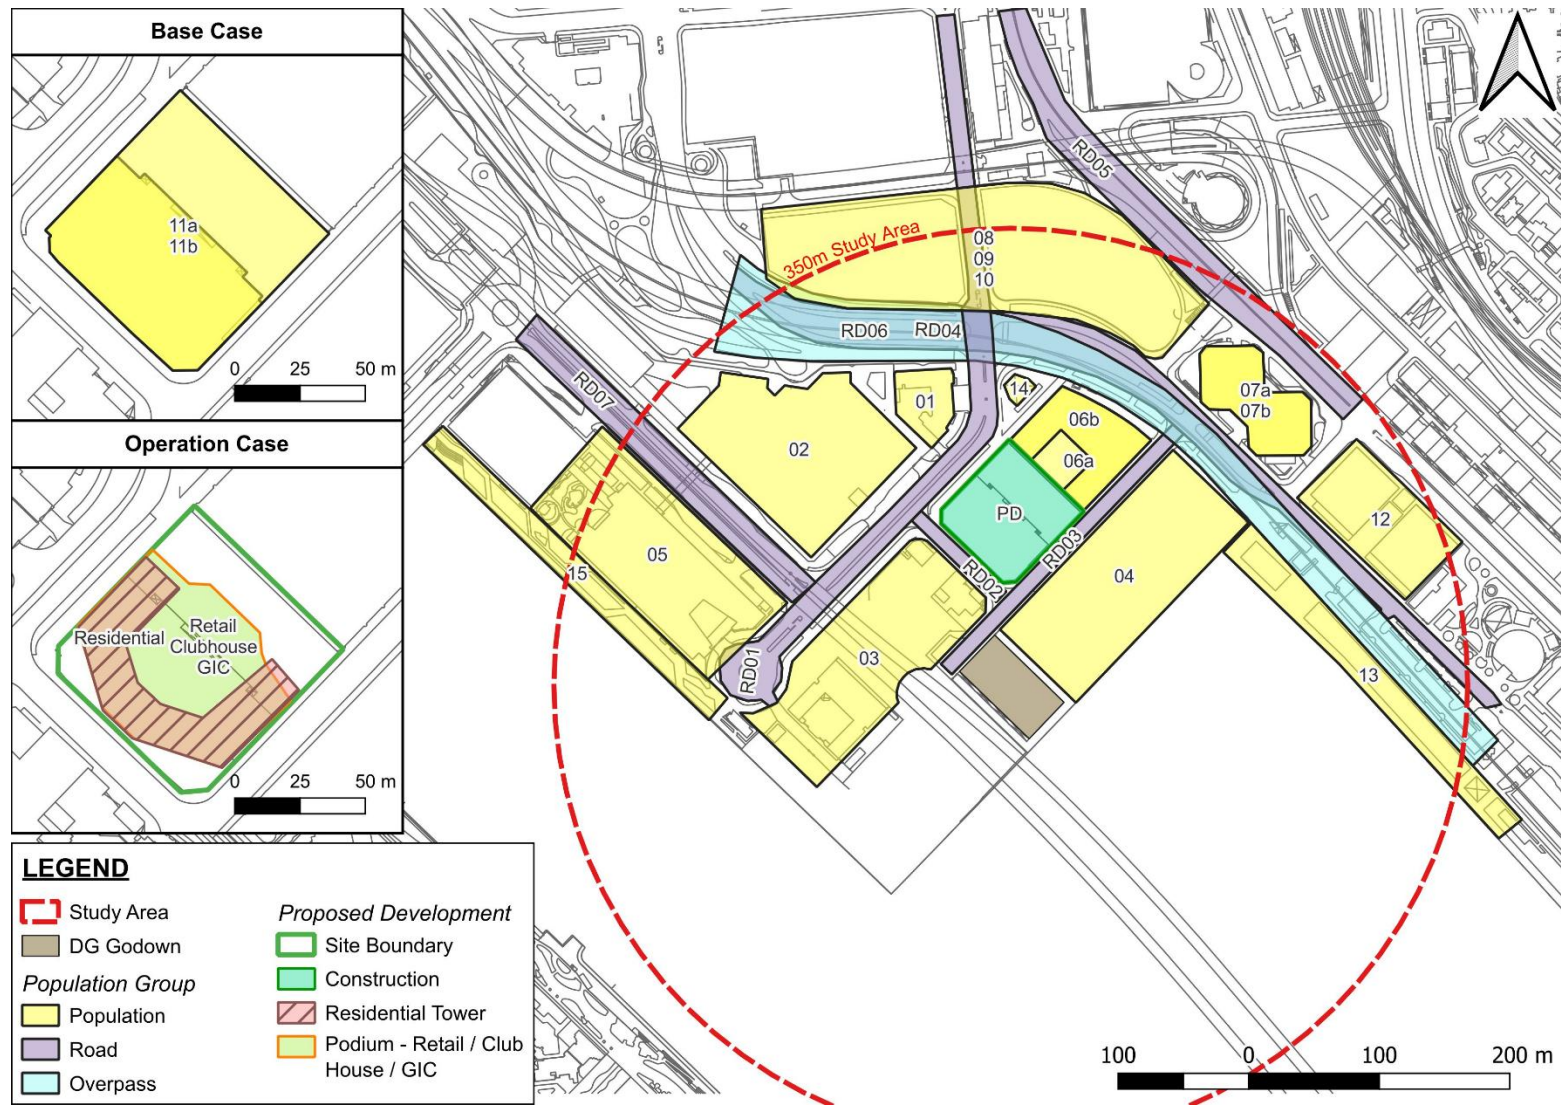 Base Case
11a
11b
0 25 50 m
Operation Case
Residential
Retail
Clubhouse
GIC
0 25 50 m
LEGEND
Study Area
DG Godown
Population Group
Population
Road
Overpass
Proposed Development
Site Boundary
Construction
Residential Tower
Podium - Retail / Club
House / GIC
RD05
350m Study Area
08
09
10
RD06
RD04
RD07
01
14
07a
07b
06b
02
06a
PD
12
05
15
RD03
RD02
04
03
RD01
13
100 0 100 200 m